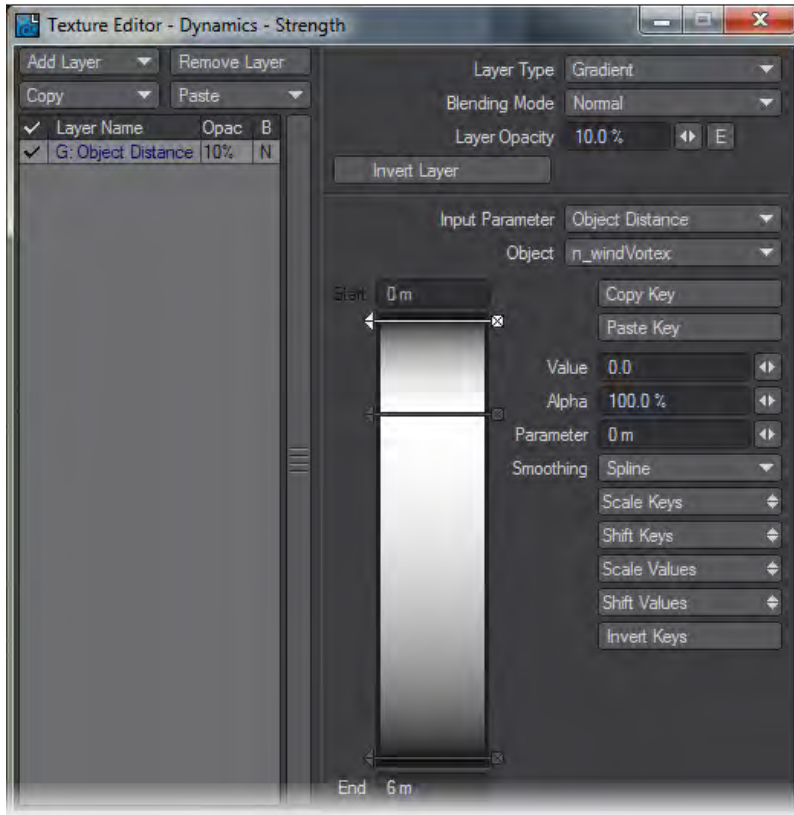 Texture Editor - Dynamics - Strength
Add Layer
Remove Layer
Copy
Paste
Layer Name Opac B
G: Object Distance 10% N
Layer Type Gradient
Blending Mode Normal
Layer Opacity 10.0 % E
Invert Layer
Input Parameter Object Distance
Object n_windVortex
Start 0 m
Copy Key
Paste Key
Value 0.0
Alpha 100.0 %
Parameter 0 m
Smoothing Spline
Scale Keys
Shift Keys
Scale Values
Shift Values
Invert Keys
End 6 m